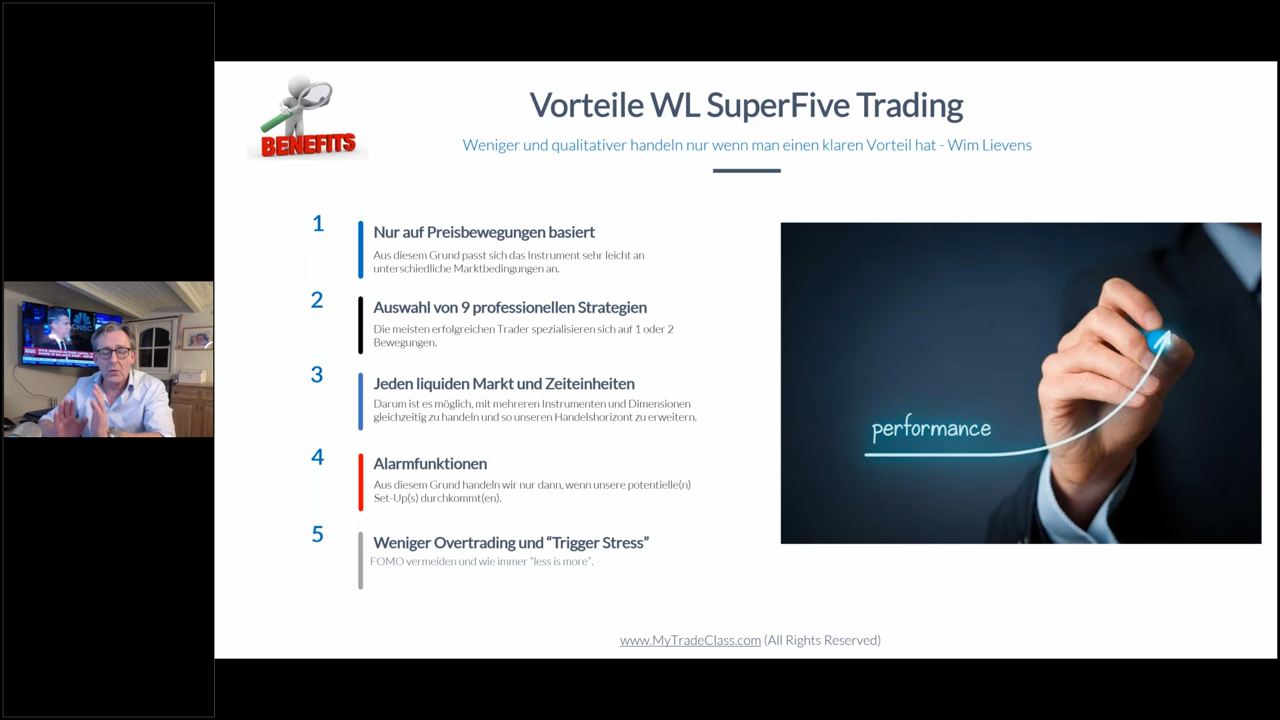 BENEFITS
Vorteile WL SuperFive Trading
Weniger und qualitativer handeln nur wenn man einen klaren Vorteil hat - Wim Lievens
1
Nur auf Preisbewegungen basiert
Aus diesem Grund passt sich das Instrument sehr leicht an
unterschiedliche Marktbedingungen an.
2
Auswahl von 9 professionellen Strategien
Die meisten erfolgreichen Trader spezialisieren sich auf 1 oder 2
Bewegungen.
3
Jeden liquiden Markt und Zeiteinheiten
Darum ist es möglich, mit mehreren Instrumenten und Dimensionen
gleichzeitig zu handeln und so unseren Handelshorizont zu erweitern.
4
Alarmfunktionen
Aus diesem Grund handeln wir nur dann, wenn unsere potentielle(n)
Set-Up(s) durchkommt(en).
5
Weniger Overtrading und “Trigger Stress”
FOMO vermeiden und wie immer “less is more”.
performance
CNBC
www.MyTradeClass.com (All Rights Reserved)